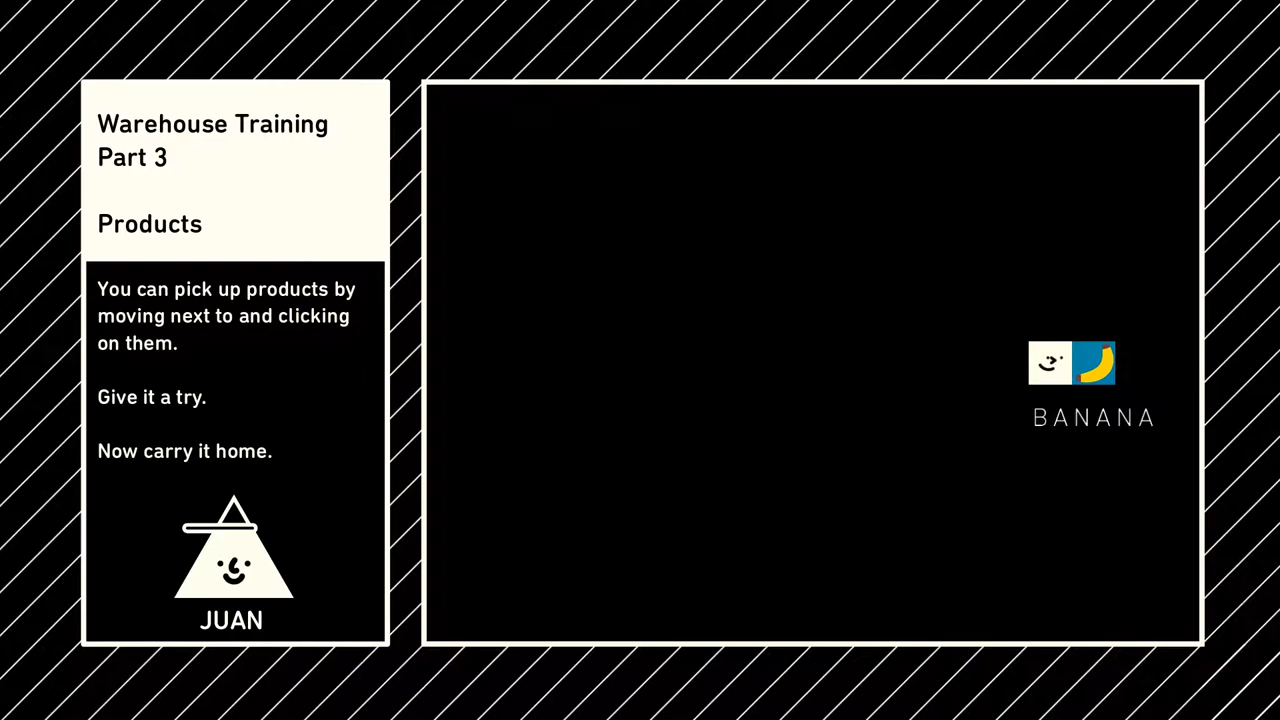 Warehouse Training
Part 3
Products
You can pick up products by
moving next to and clicking
on them.
Give it a try.
Now carry it home.
JUAN
BANANA